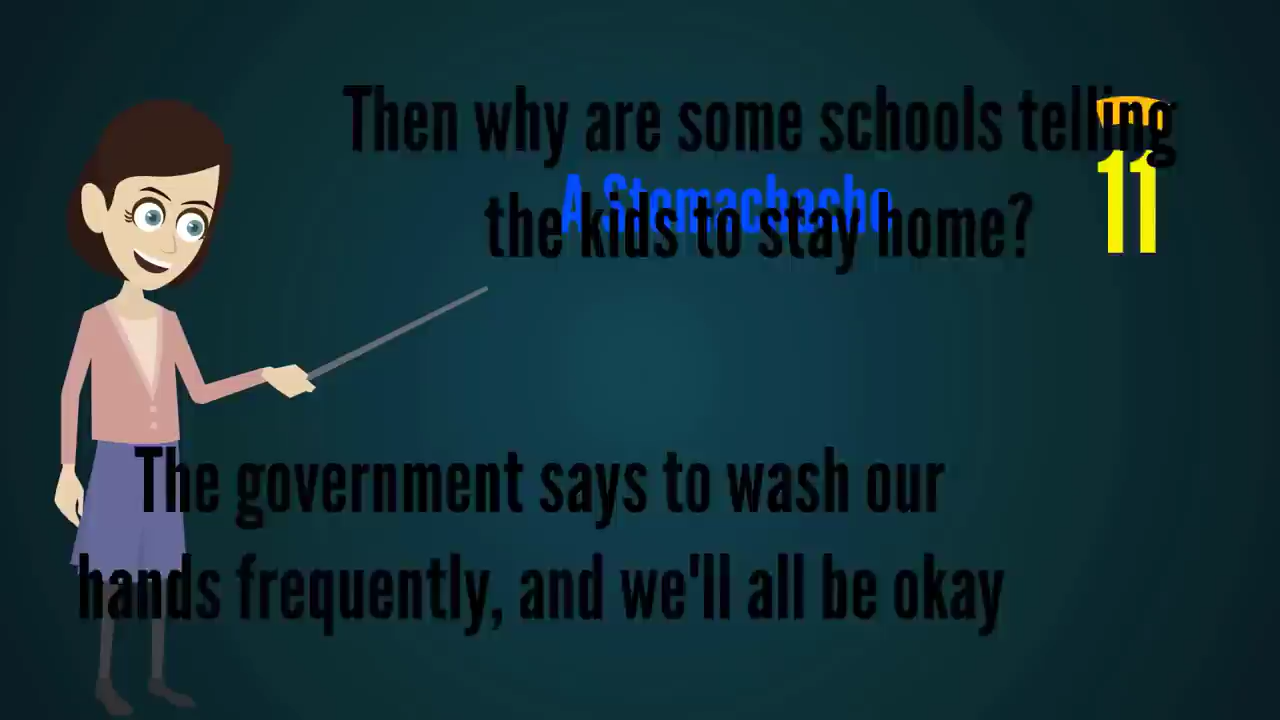 Then why are some schools telling
the kids to stay home?
A Stomachache
11
The government says to wash our
hands frequently, and we'll all be okay